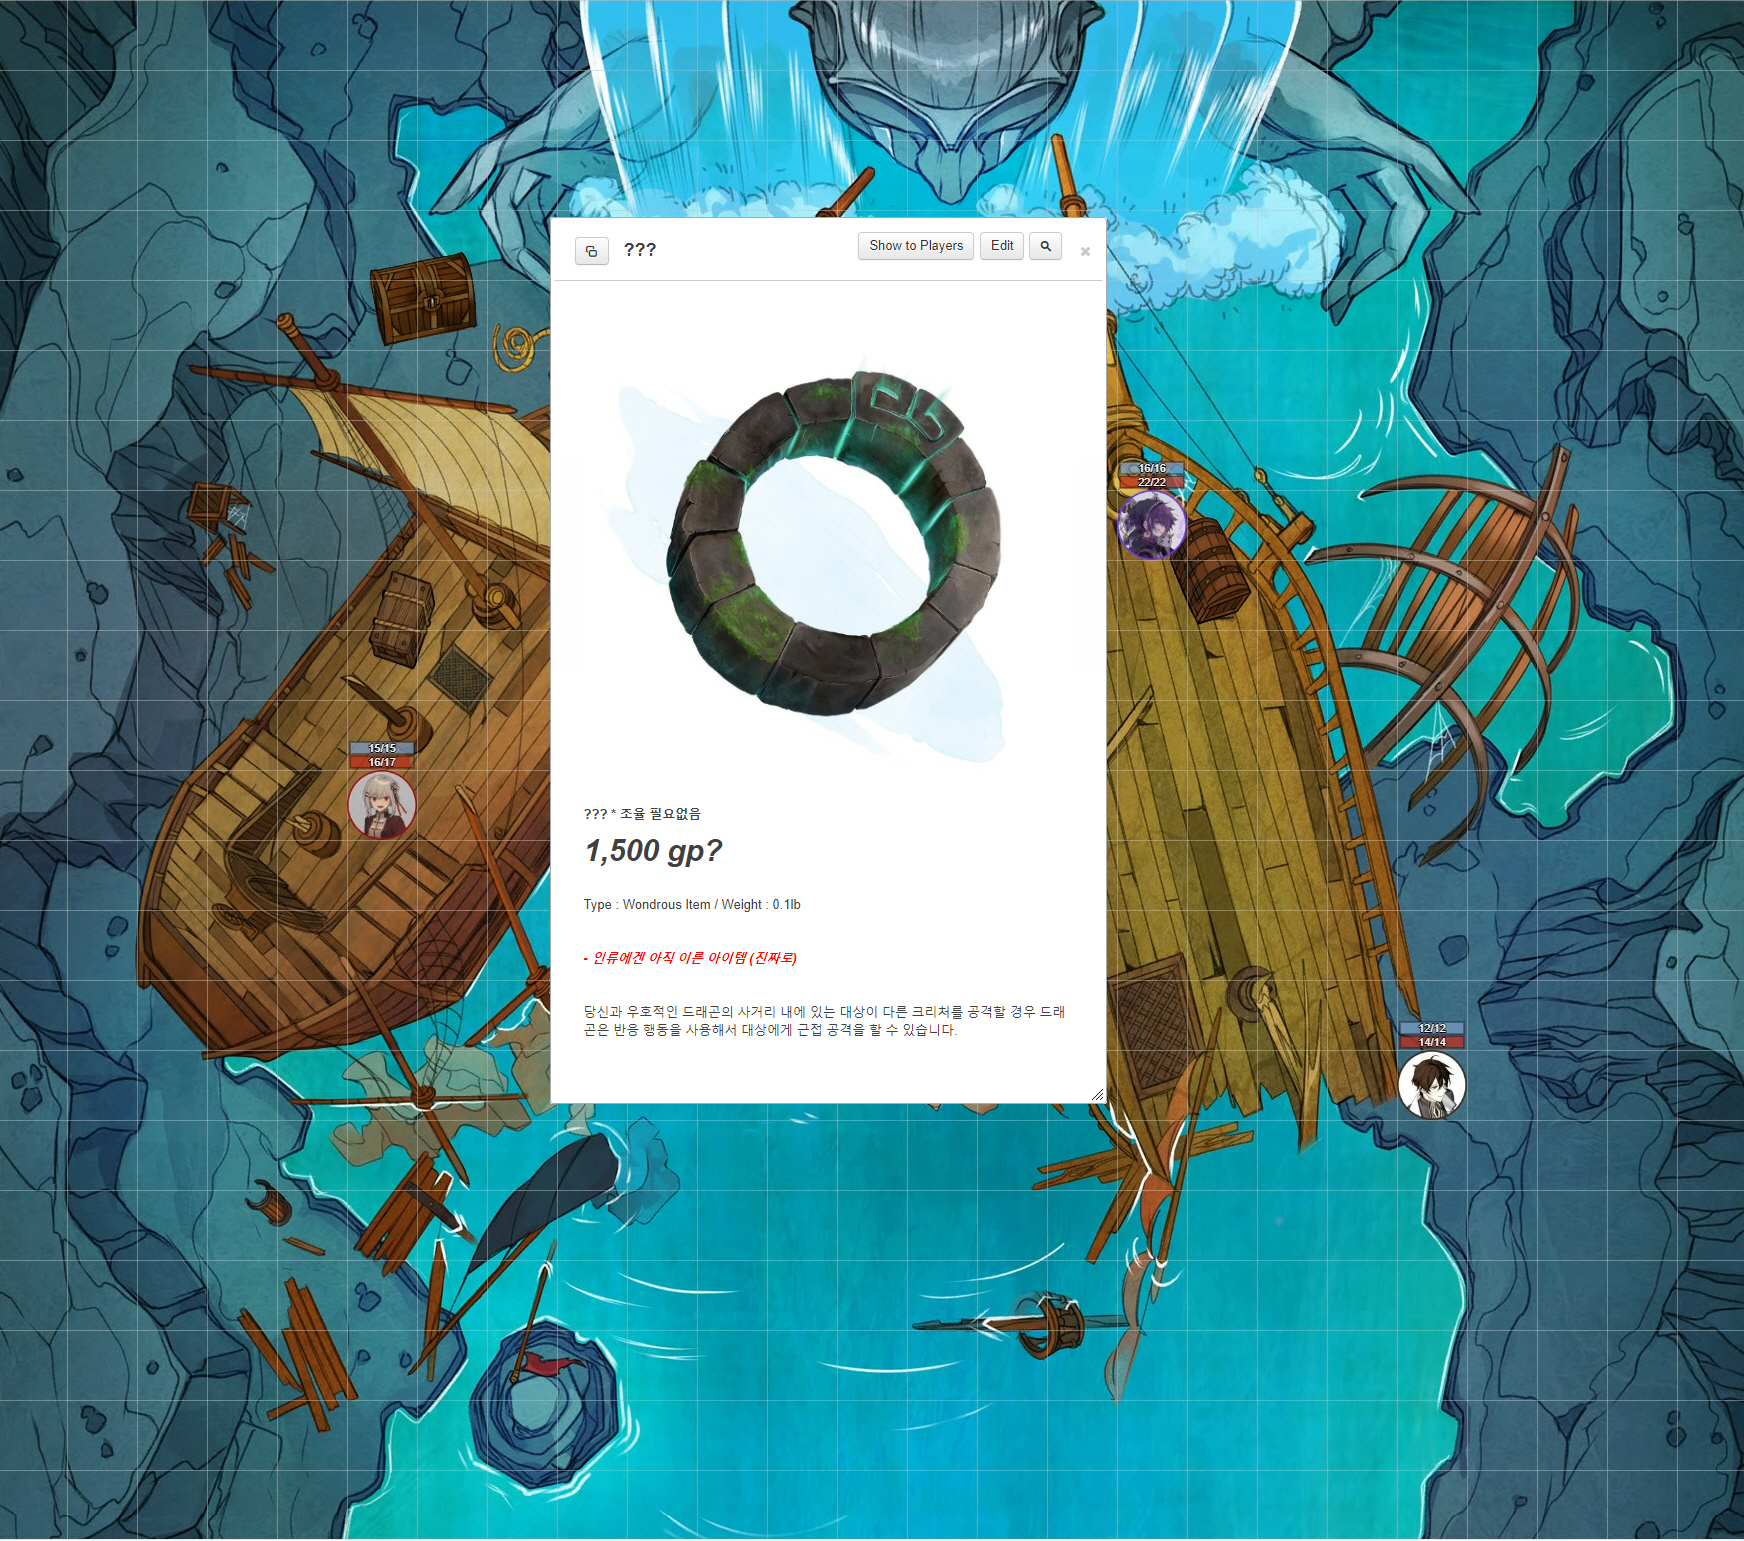 ???
Show to Players
Edit
16/16
22/22
15/15
16/17
??? * 조율 필요없음
1,500 gp?
Type : Wondrous Item / Weight : 0.1lb
- 인류에겐 아직 이른 아이템 (진짜로)
당신과 우호적인 드래곤의 사거리 내에 있는 대상이 다른 크리처를 공격할 경우 드래
곤은 반응 행동을 사용해서 대상에게 근접 공격을 할 수 있습니다.
12/12
14/14